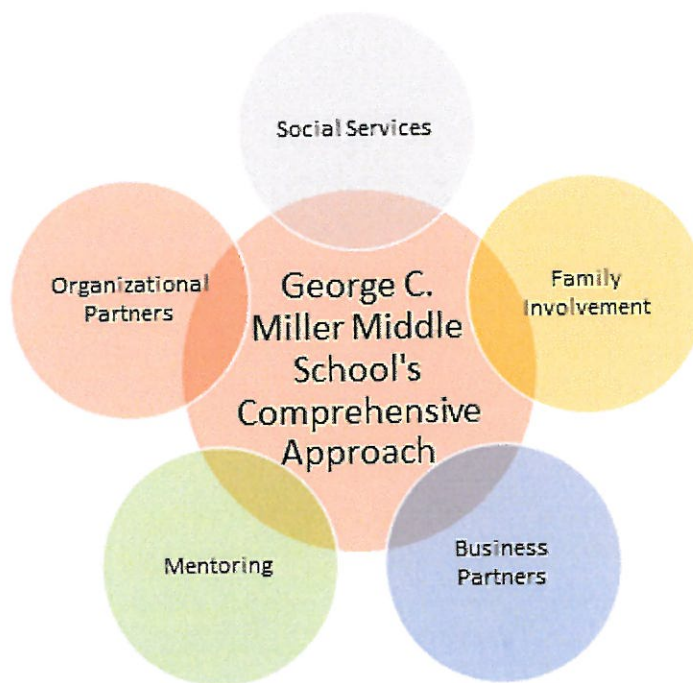 Social Services
Organizational
Partners
George C.
Miller Middle
School's
Comprehensive
Approach
Family
Involvement
Mentoring
Business
Partners